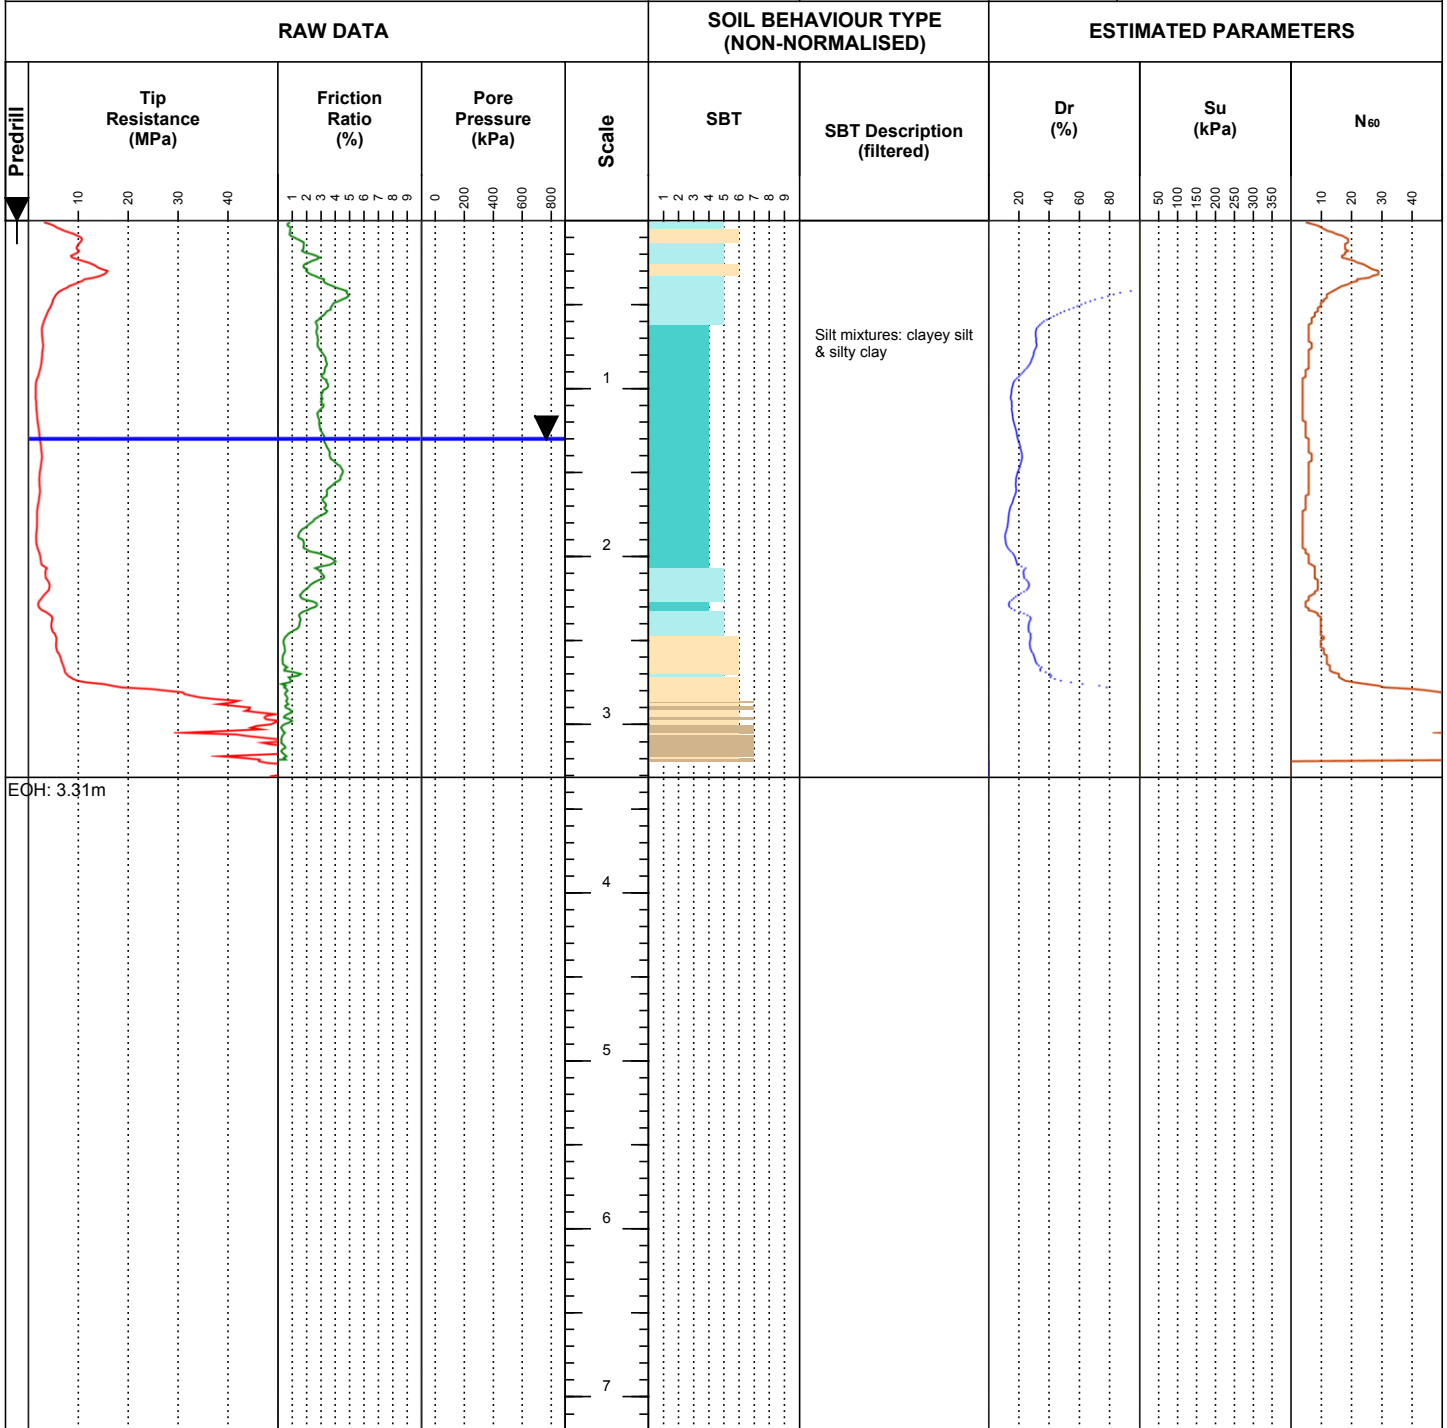 RAW DATA
SOIL BEHAVIOUR TYPE
(NON-NORMALISED)
ESTIMATED PARAMETERS
Predrill
Tip
Resistance
(MPa)
Friction
Ratio
(%)
Pore
Pressure
(kPa)
Scale
SBT
SBT Description
(filtered)
Dr
(%)
Su
(kPa)
N60
10 20 30 40
1 2 3 4 5 6 7 8 9
0 200 400 600 800
1 2 3 4 5 6 7 8 9
20 40 60 80
50 100 150 200 250 300 350
10 20 30 40
Silt mixtures: clayey silt
& silty clay
1
2
3
EOH: 3.31m
4
5
6
7